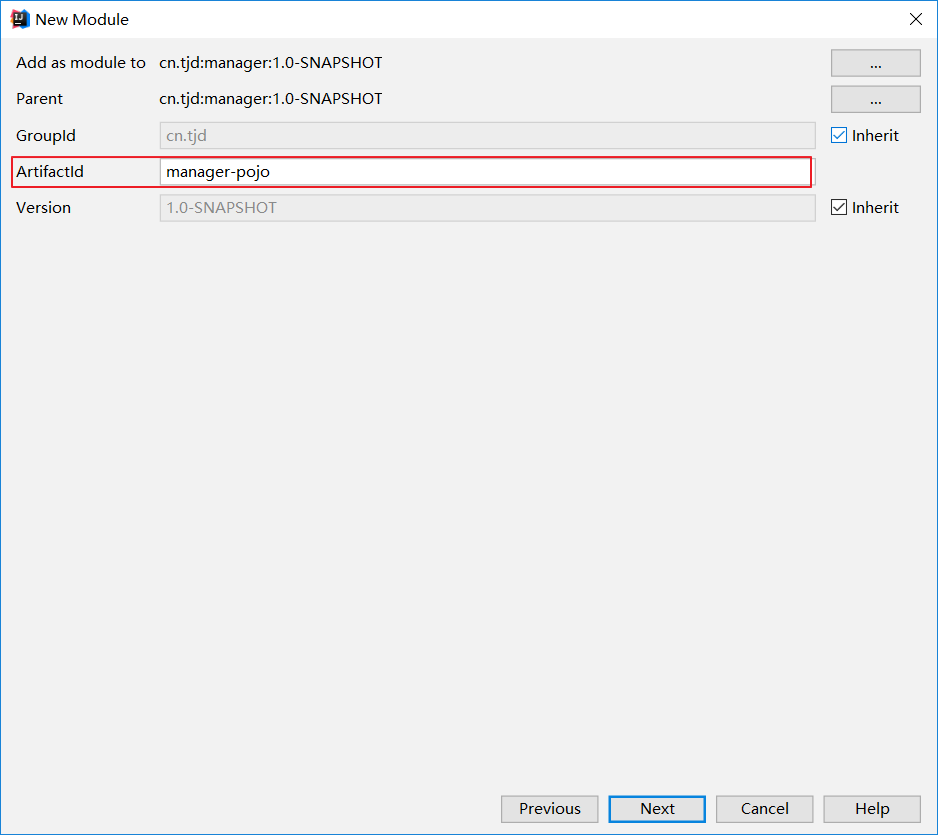 New Module
Add as module to cn.tjd:manager:1.0-SNAPSHOT ...
Parent cn.tjd:manager:1.0-SNAPSHOT ...
GroupId cn.tjd Inherit
ArtifactId manager-pojo
Version 1.0-SNAPSHOT Inherit
Previous Next Cancel Help